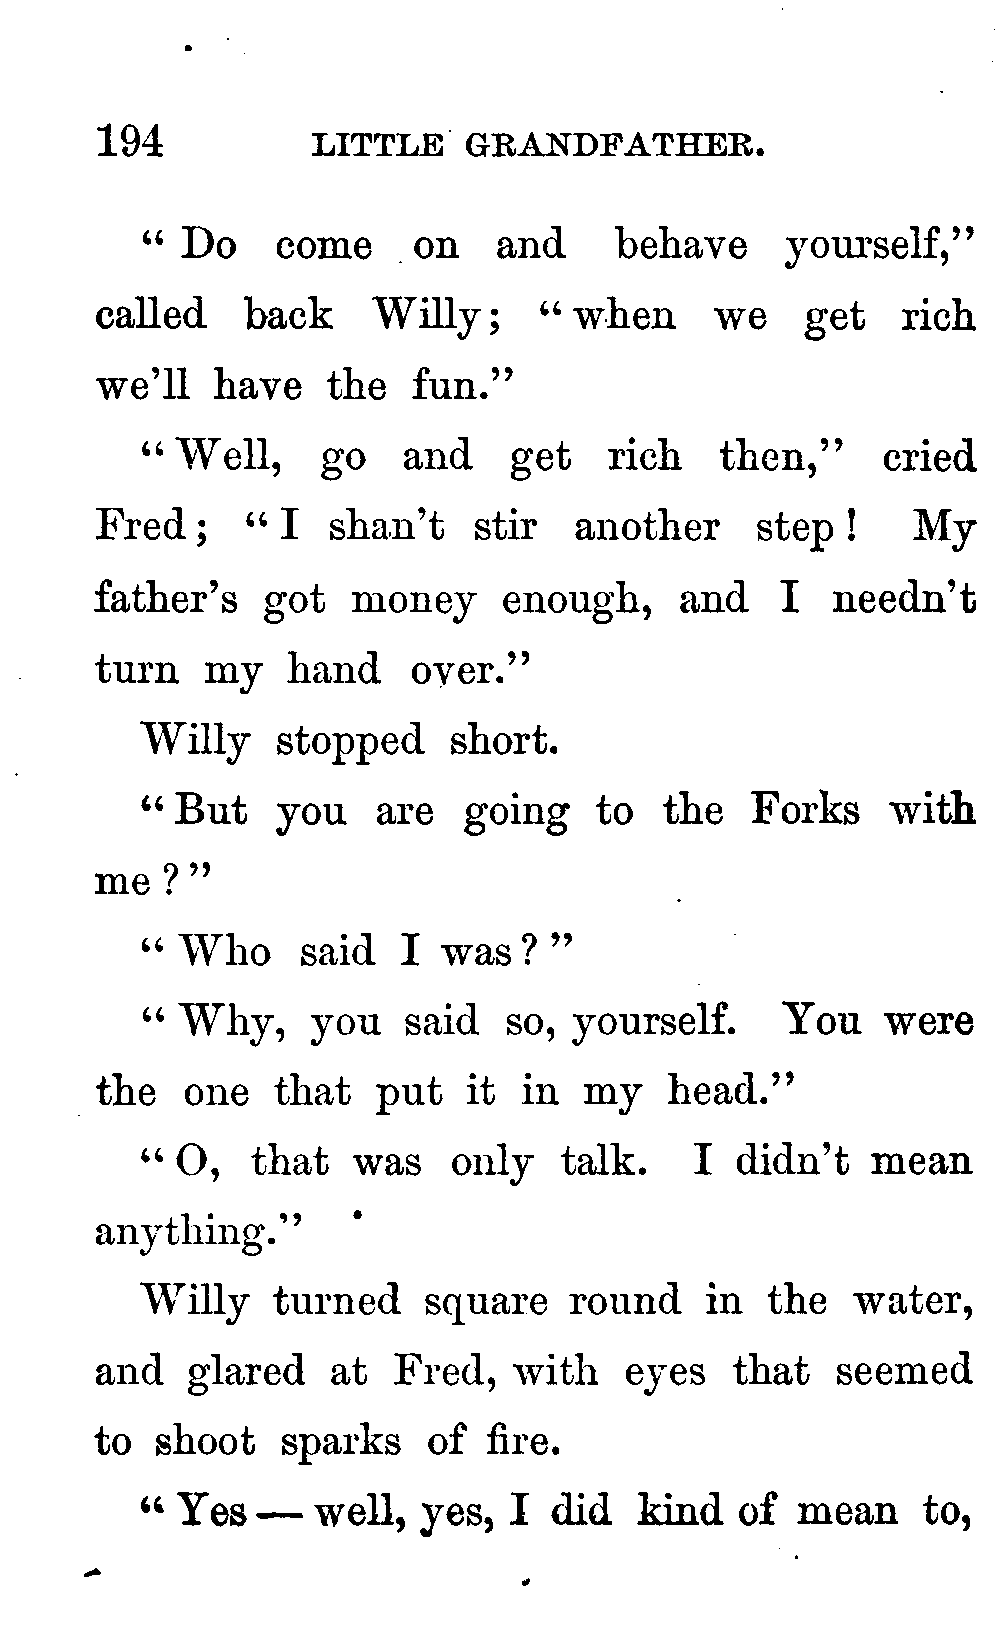 194 LITTLE GRANDFATHER.
" Do come on and behave yourself,"
called back Willy; " when we get rich
we'll have the fun."
" Well, go and get rich then," cried
Fred; " I shan't stir another step! My
father's got money enough, and I needn't
turn my hand over."
Willy stopped short.
" But you are going to the Forks with
me?"
" Who said I was?"
" Why, you said so, yourself. You were
the one that put it in my head."
" O, that was only talk. I didn't mean
anything."
Willy turned square round in the water,
and glared at Fred, with eyes that seemed
to shoot sparks of fire.
" Yes — well, yes, I did kind of mean to,